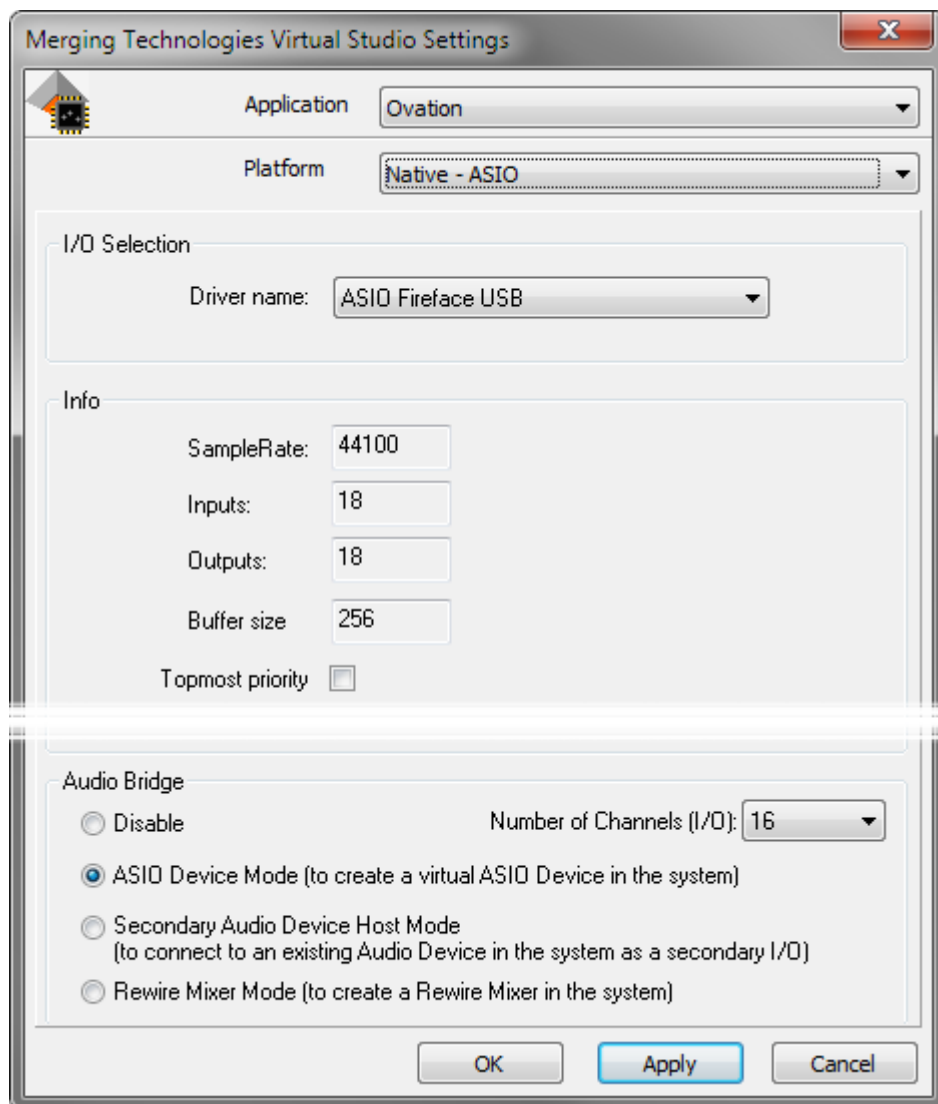 Merging Technologies Virtual Studio Settings
Application Ovation
Platform Native - ASIO
I/O Selection
Driver name: ASIO Fireface USB
Info
SampleRate: 44100
Inputs: 18
Outputs: 18
Buffer size 256
Topmost priority
Audio Bridge
Disable Number of Channels (I/O): 16
ASIO Device Mode (to create a virtual ASIO Device in the system)
Secondary Audio Device Host Mode
(to connect to an existing Audio Device in the system as a secondary I/O)
Rewire Mixer Mode (to create a Rewire Mixer in the system)
OK Apply Cancel